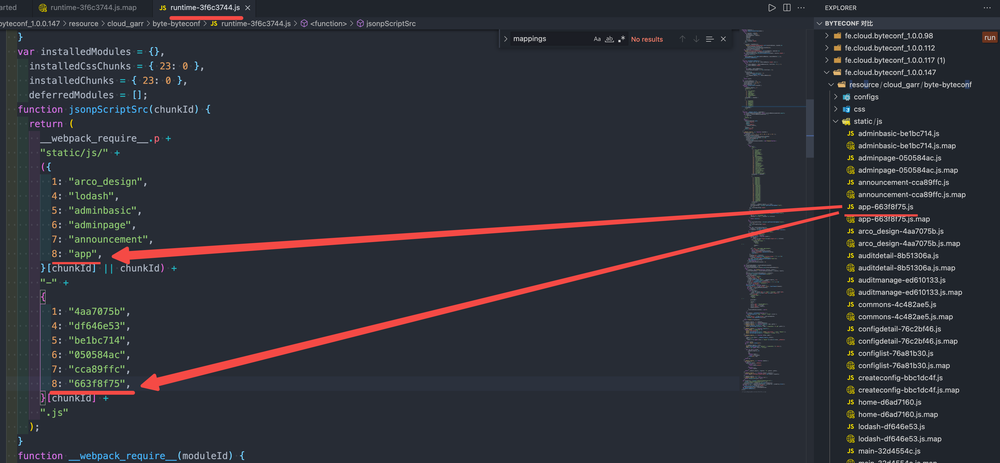 arted
runtime-3f6c3744.js.map
JS runtime-3f6c3744.js
byteconf_1.0.0.147 > resource > cloud_garr > byte-byteconf > JS runtime-3f6c3744.js > <function> > jsonpScriptSrc
mappings
Aa ab .*
No results
}
var installedModules = {},
installedCssChunks = { 23: 0 },
installedChunks = { 23: 0 },
deferredModules = [];
function jsonpScriptSrc(chunkId) {
return (
__webpack_require__.p +
"static/js/" +
({
1: "arco_design",
4: "lodash",
5: "adminbasic",
6: "adminpage",
7: "announcement",
8: "app",
}[chunkId] || chunkId) +
"-" +
{
1: "4aa7075b",
4: "df646e53",
5: "be1bc714",
6: "050584ac",
7: "cca89ffc",
8: "663f8f75",
}[chunkId] +
".js"
);
}
function __webpack_require__(moduleId) {
EXPLORER
BYTECONF 对比
run
fe.cloud.byteconf_1.0.0.98
fe.cloud.byteconf_1.0.0.112
fe.cloud.byteconf_1.0.0.117 (1)
fe.cloud.byteconf_1.0.0.147
resource/cloud_garr/byte-byteconf
configs
css
static/js
JS adminbasic-be1bc714.js
adminbasic-be1bc714.js.map
JS adminpage-050584ac.js
adminpage-050584ac.js.map
JS announcement-cca89ffc.js
announcement-cca89ffc.js.map
JS app-663f8f75.js
app-663f8f75.js.map
JS arco_design-4aa7075b.js
arco_design-4aa7075b.js.map
JS auditdetail-8b51306a.js
auditdetail-8b51306a.js.map
JS auditmanage-ed610133.js
auditmanage-ed610133.js.map
JS commons-4c482ae5.js
commons-4c482ae5.js.map
JS configdetail-76c2bf46.js
configdetail-76c2bf46.js.map
JS configlist-76a81b30.js
configlist-76a81b30.js.map
JS createconfig-bbc1dc4f.js
createconfig-bbc1dc4f.js.map
JS home-d6ad7160.js
home-d6ad7160.js.map
JS lodash-df646e53.js
lodash-df646e53.js.map
JS main-32d4554c.js
main-32d4554c.js.map